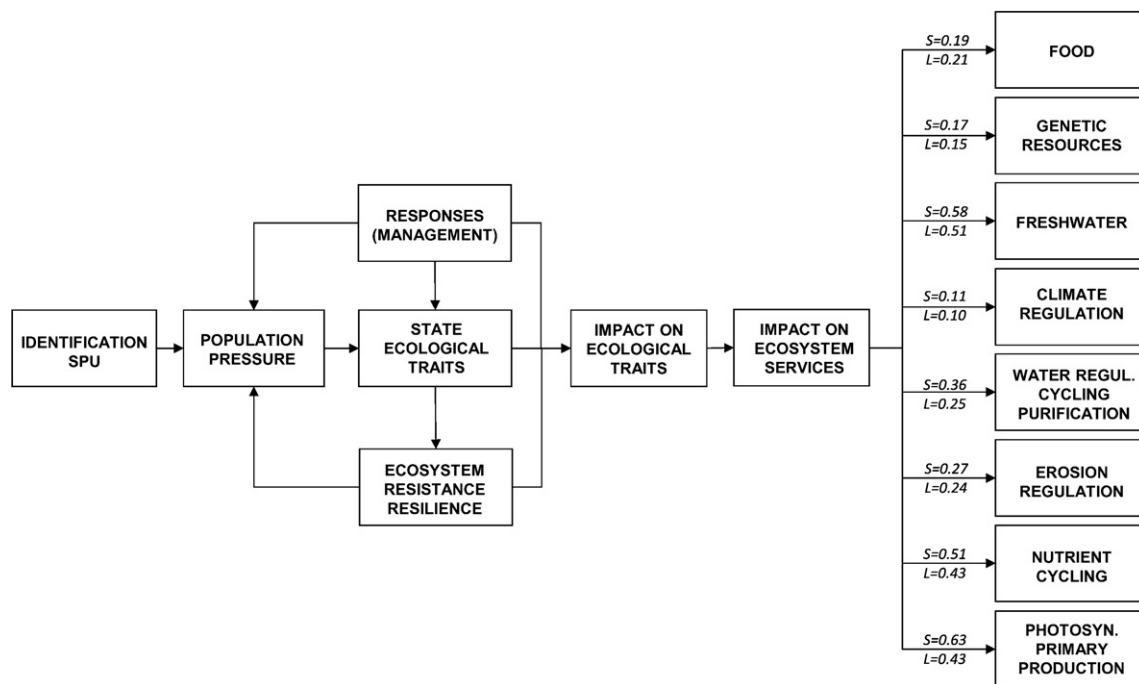 IDENTIFICATION
SPU
POPULATION
PRESSURE
RESPONSES
(MANAGEMENT)
STATE
ECOLOGICAL
TRAITS
ECOSYSTEM
RESISTANCE
RESILIENCE
IMPACT ON
ECOLOGICAL
TRAITS
IMPACT ON
ECOSYSTEM
SERVICES
S=0.19
L=0.21
FOOD
S=0.17
L=0.15
GENETIC
RESOURCES
S=0.58
L=0.51
FRESHWATER
S=0.11
L=0.10
CLIMATE
REGULATION
S=0.36
L=0.25
WATER REGUL.
CYCLING
PURIFICATION
S=0.27
L=0.24
EROSION
REGULATION
S=0.51
L=0.43
NUTRIENT
CYCLING
S=0.63
L=0.43
PHOTOSYN.
PRIMARY
PRODUCTION